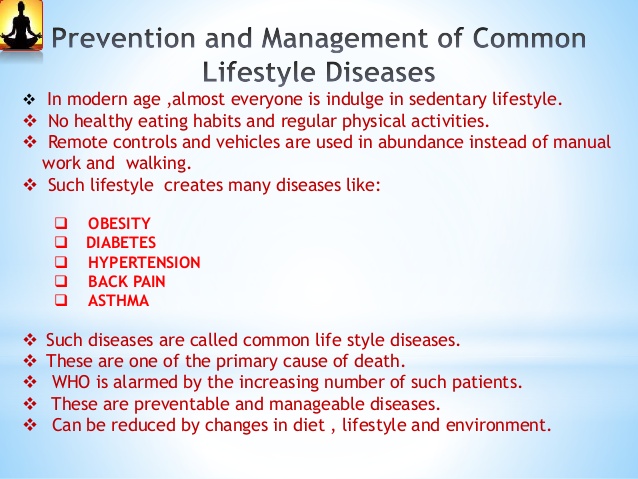 Prevention and Management of Common
Lifestyle Diseases
❖ In modern age ,almost everyone is indulge in sedentary lifestyle.
❖ No healthy eating habits and regular physical activities.
❖ Remote controls and vehicles are used in abundance instead of manual
work and walking.
❖ Such lifestyle creates many diseases like:
❑ OBESITY
❑ DIABETES
❑ HYPERTENSION
❑ BACK PAIN
❑ ASTHMA
❖ Such diseases are called common life style diseases.
❖ These are one of the primary cause of death.
❖ WHO is alarmed by the increasing number of such patients.
❖ These are preventable and manageable diseases.
❖ Can be reduced by changes in diet , lifestyle and environment.